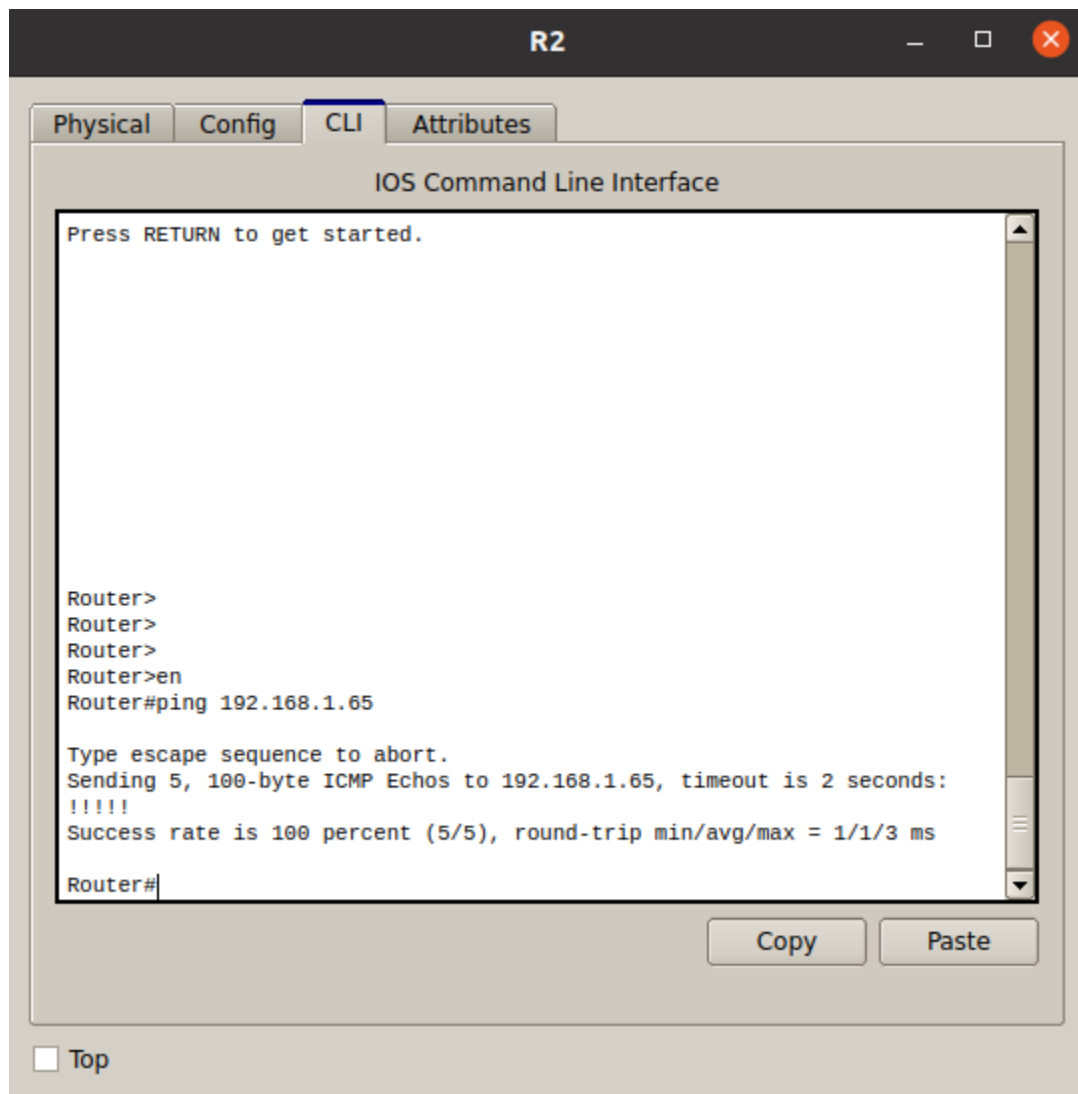 R2
Physical Config CLI Attributes
IOS Command Line Interface
Press RETURN to get started.
Router>
Router>
Router>
Router>en
Router#ping 192.168.1.65
Type escape sequence to abort.
Sending 5, 100-byte ICMP Echos to 192.168.1.65, timeout is 2 seconds:
!!!!!
Success rate is 100 percent (5/5), round-trip min/avg/max = 1/1/3 ms
Router#
Copy Paste
Top